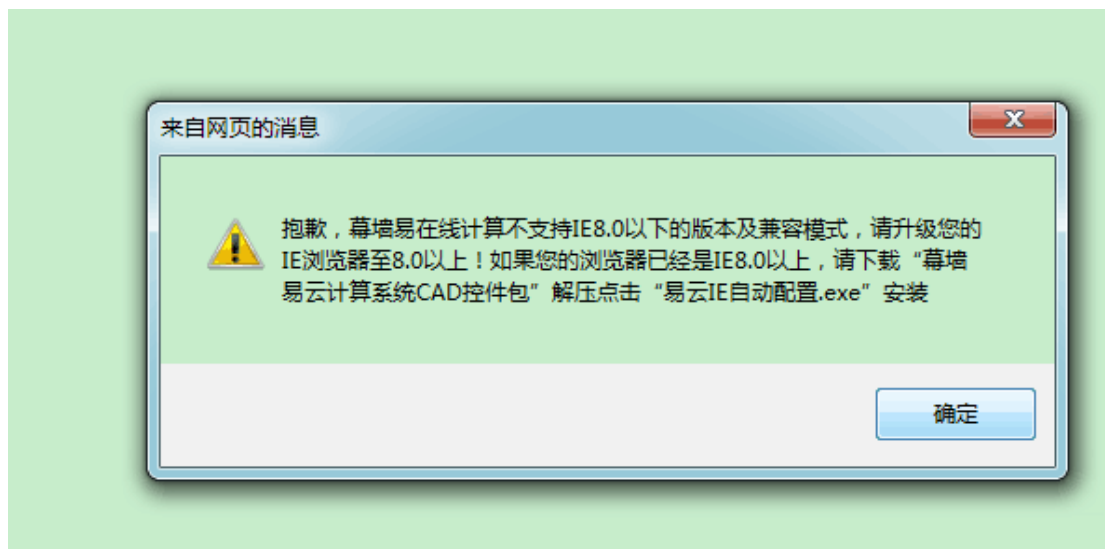 来自网页的消息
抱歉，幕墙易在线计算不支持IE8.0以下的版本及兼容模式，请升级您的
IE浏览器至8.0以上！如果您的浏览器已经是IE8.0以上，请下载“幕墙
易云计算系统CAD控件包”解压点击“易云IE自动配置.exe”安装
确定